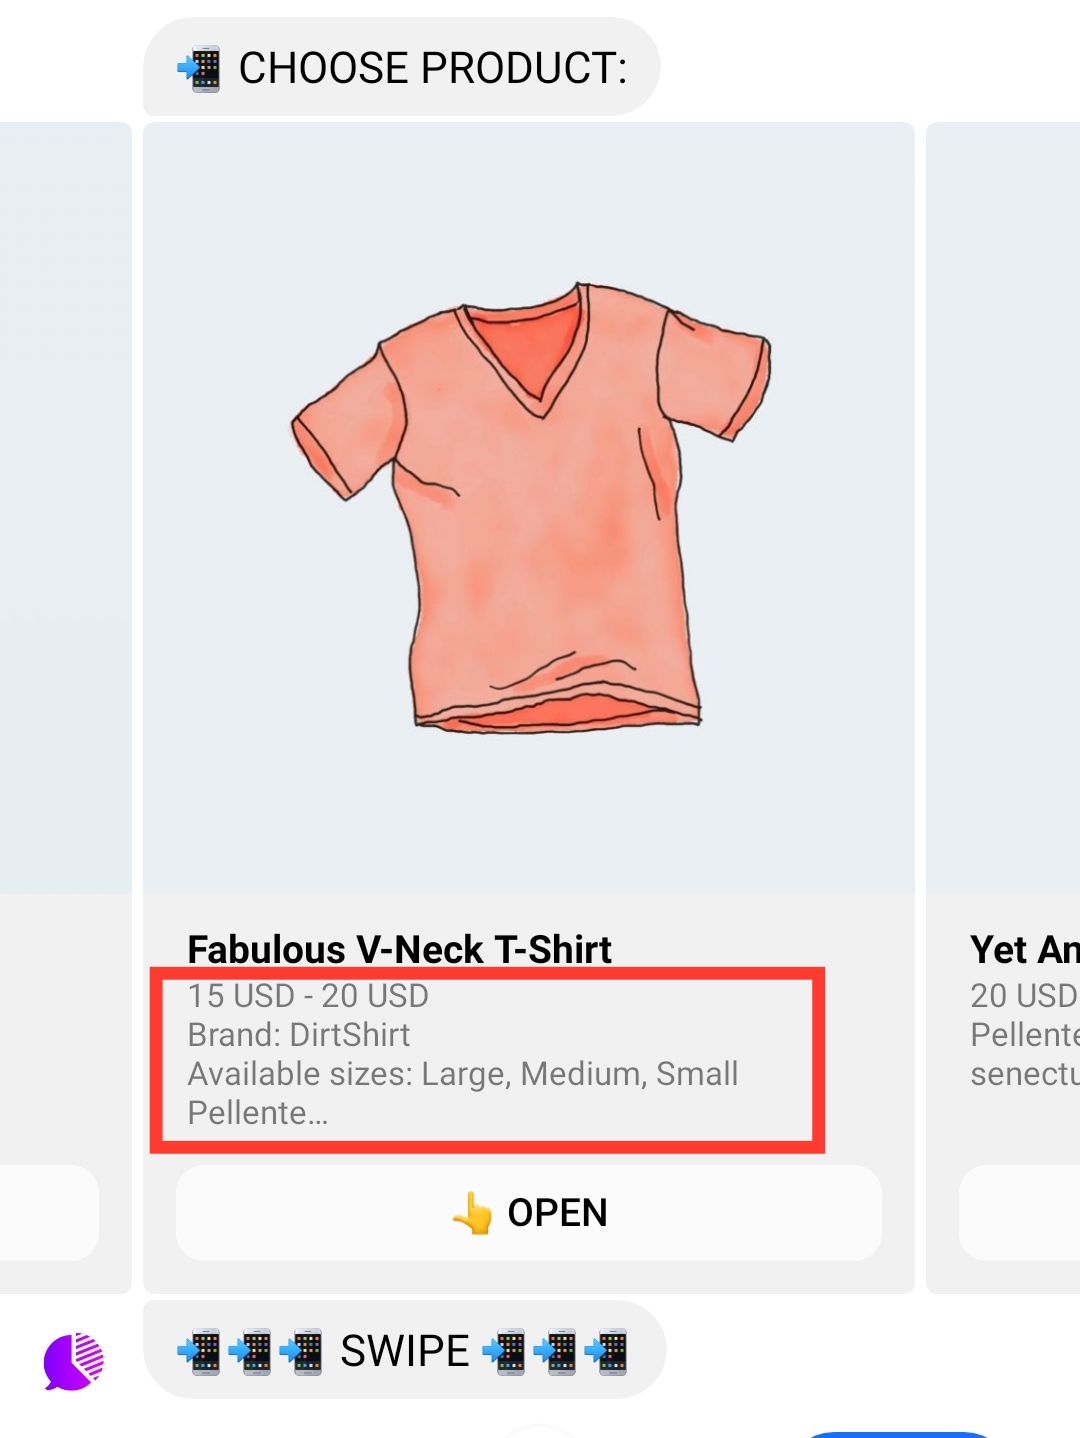 📲 CHOOSE PRODUCT:
Fabulous V-Neck T-Shirt
15 USD - 20 USD
Brand: DirtShirt
Available sizes: Large, Medium, Small
Pellente...
👆 OPEN
Yet An
20 USD
Pellente
senectu
📲📲📲 SWIPE 📲📲📲